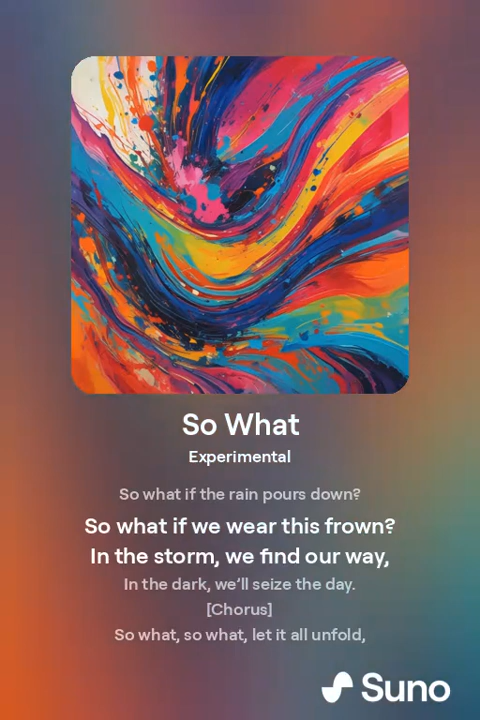 So What
Experimental
So what if the rain pours down?
So what if we wear this frown?
In the storm, we find our way,
In the dark, we'll seize the day.
[Chorus]
So what, so what, let it all unfold,
Suno